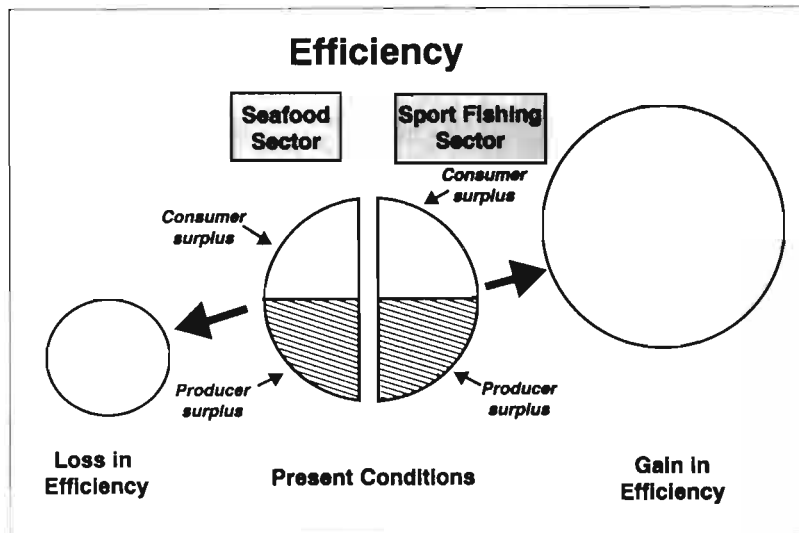 Efficiency
Seafood
Sector
Sport Fishing
Sector
Consumer
surplus
Consumer
surplus
Producer
surplus
Producer
surplus
Loss in
Efficiency
Present Conditions
Gain in
Efficiency